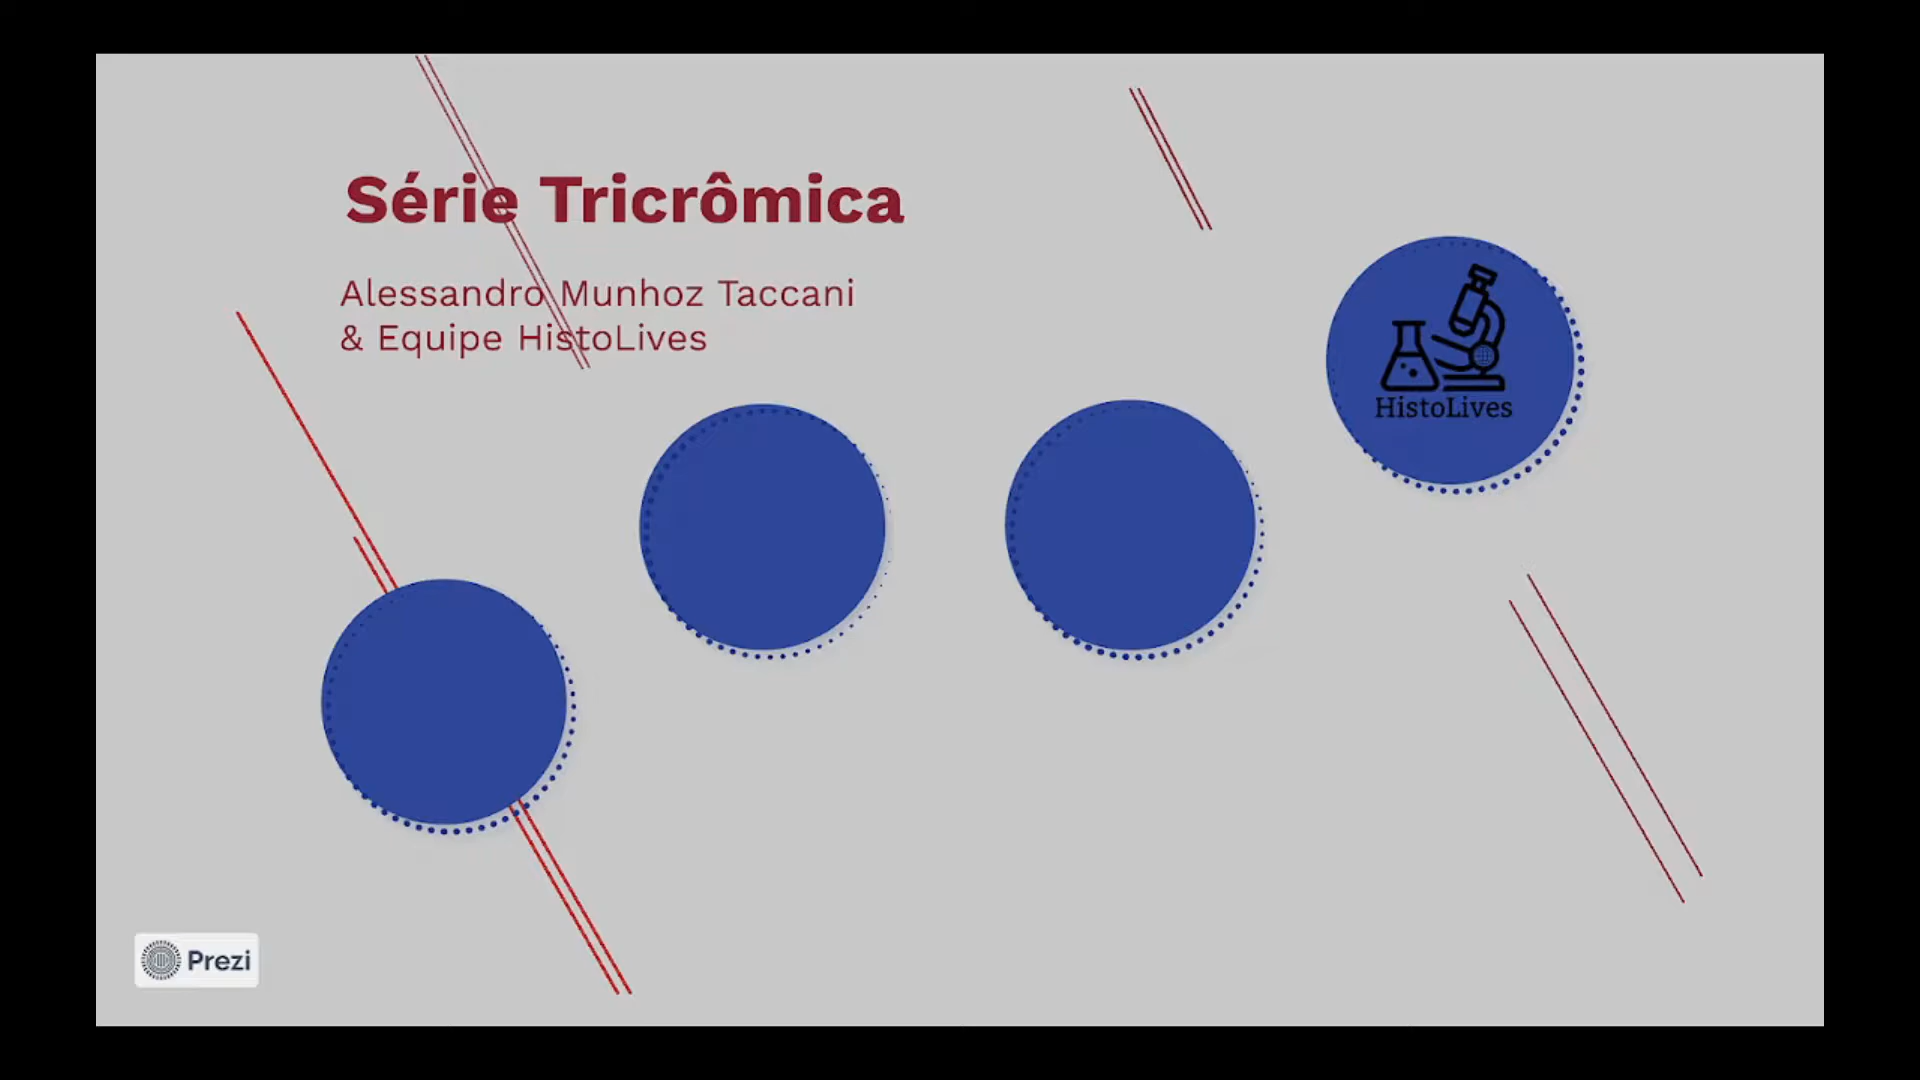 Série Tricrômica
Alessandro Munhoz Taccani
& Equipe HistoLives
HistoLives
Prezi